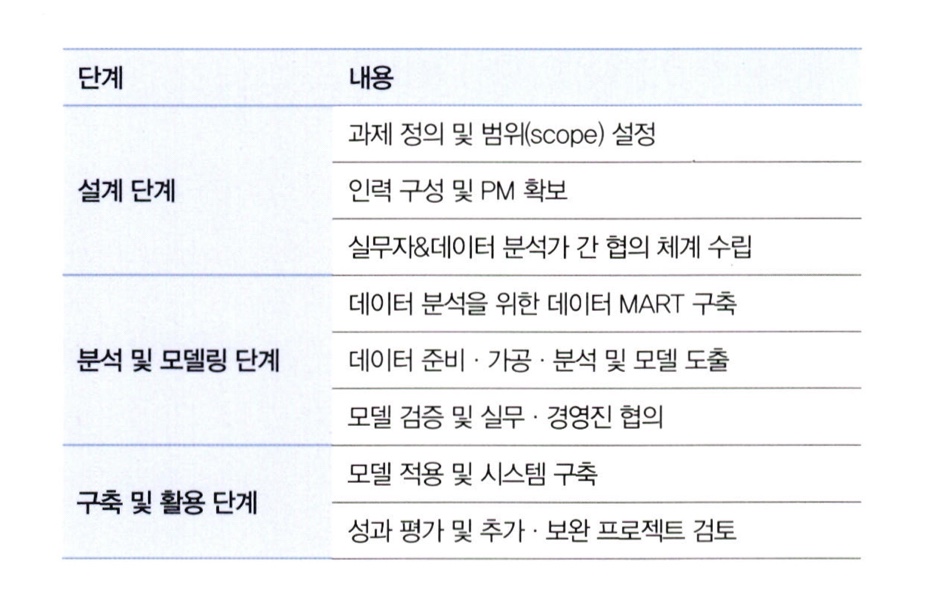 단계
내용
설계 단계
과제 정의 및 범위(scope) 설정
인력 구성 및 PM 확보
실무자&데이터 분석가 간 협의 체계 수립
분석 및 모델링 단계
데이터 분석을 위한 데이터 MART 구축
데이터 준비 · 가공 · 분석 및 모델 도출
모델 검증 및 실무 · 경영진 협의
구축 및 활용 단계
모델 적용 및 시스템 구축
성과 평가 및 추가 · 보완 프로젝트 검토